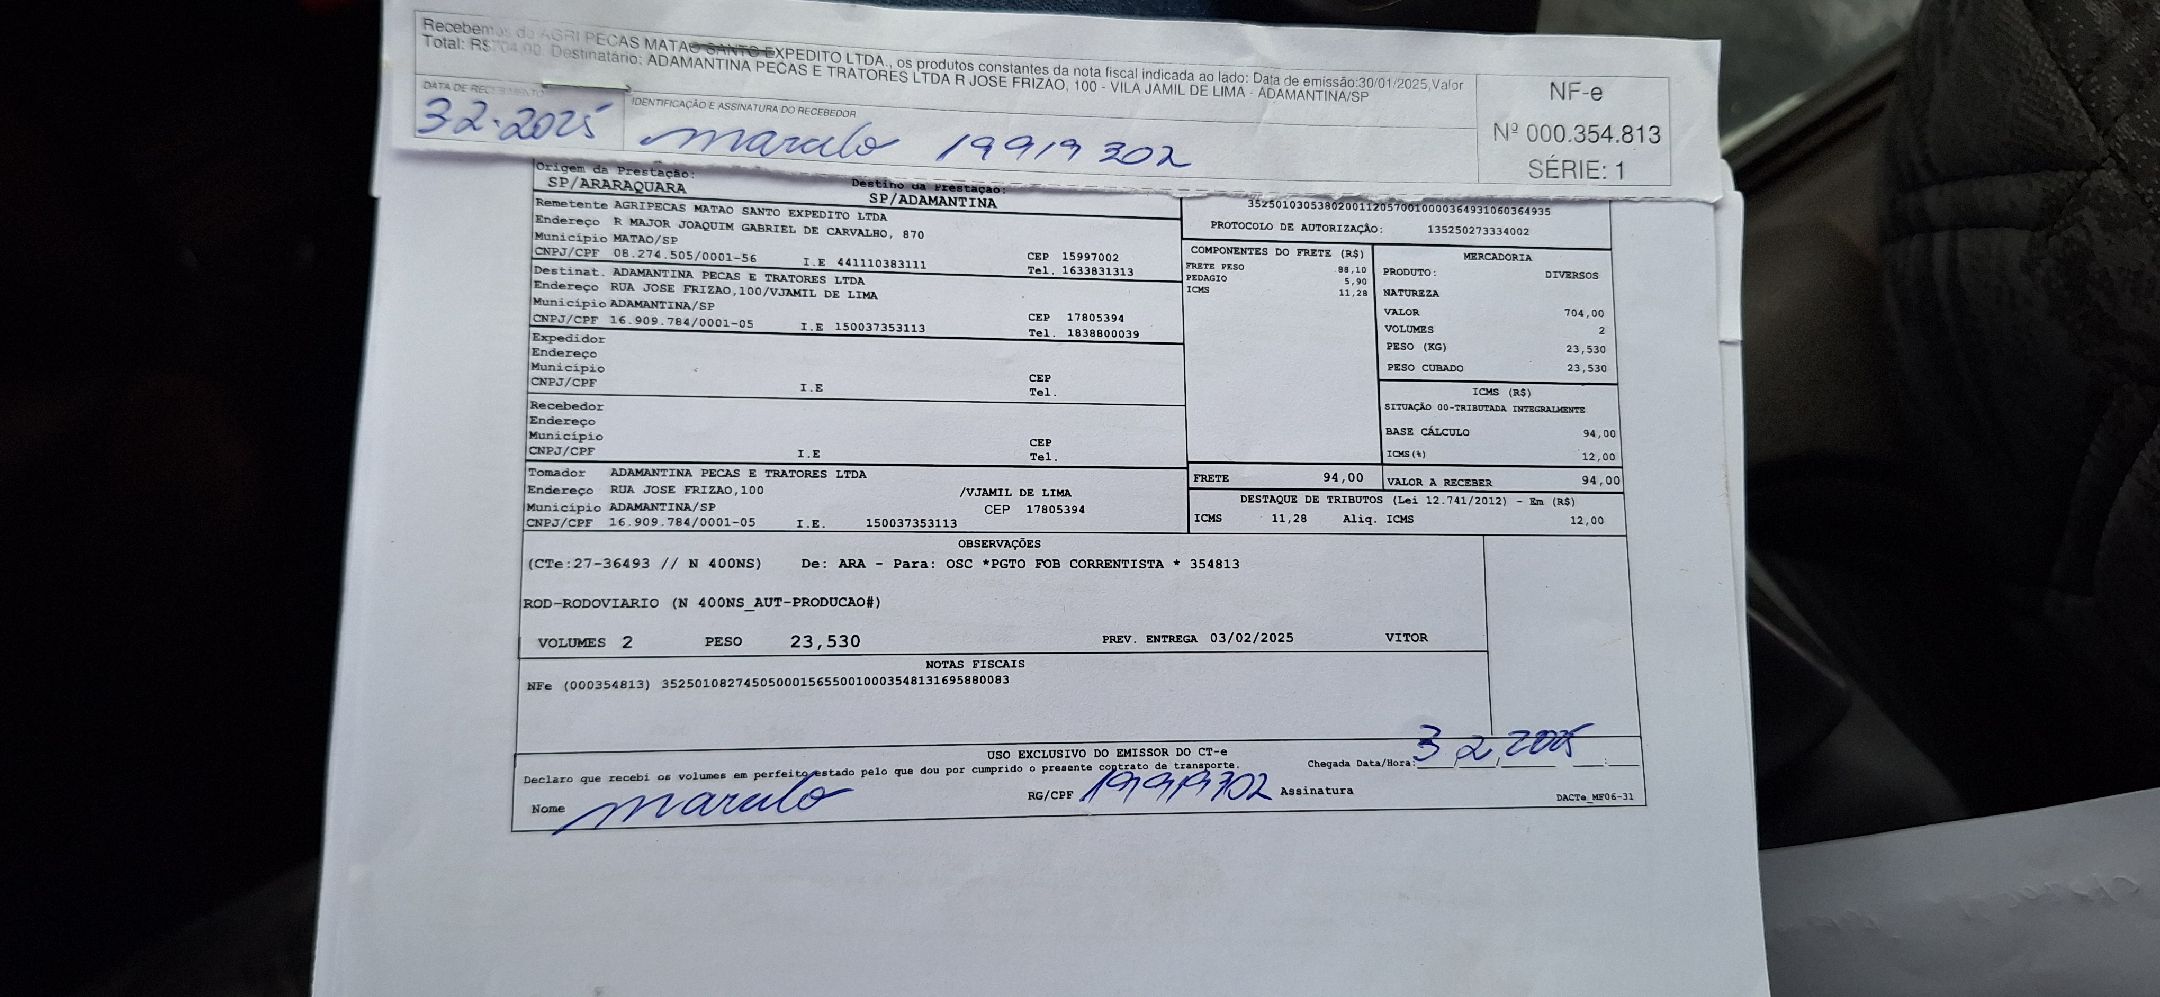 Recebemos do AGRI PECAS MATAO SANTO EXPEDITO LTDA., os produtos constantes da nota fiscal indicada ao lado: Data de emissão:30/01/2025,Valor
Total: R$704,00. Destinatário: ADAMANTINA PECAS E TRATORES LTDA R JOSE FRIZAO, 100 - VILA JAMIL DE LIMA - ADAMANTINA/SP
DATA DE RECEBIMENTO
IDENTIFICAÇÃO E ASSINATURA DO RECEBEDOR
3 2.2025
marculo 19919302
NF-e
Nº 000.354.813
SÉRIE: 1
Origem da Prestação: Destino da Prestação:
SP/ARARAQUARA SP/ADAMANTINA
Remetente AGRIPECAS MATAO SANTO EXPEDITO LTDA
Endereço R MAJOR JOAQUIM GABRIEL DE CARVALHO, 870
Município MATAO/SP CEP 15997002
CNPJ/CPF 08.274.505/0001-56 I.E 441110383111 Tel. 1633831313
Destinat. ADAMANTINA PECAS E TRATORES LTDA
Endereço RUA JOSE FRIZAO,100/VJAMIL DE LIMA
Município ADAMANTINA/SP CEP 17805394
CNPJ/CPF 16.909.784/0001-05 I.E 150037353113 Tel. 1838800039
Expedidor
Endereço
Município CEP
CNPJ/CPF I.E Tel.
Recebedor
Endereço
Município CEP
CNPJ/CPF I.E Tel.
Tomador ADAMANTINA PECAS E TRATORES LTDA
Endereço RUA JOSE FRIZAO,100 /VJAMIL DE LIMA
Município ADAMANTINA/SP CEP 17805394
CNPJ/CPF 16.909.784/0001-05 I.E. 150037353113
35250103053802001120570010000364931060364935
PROTOCOLO DE AUTORIZAÇÃO: 135250273334002
COMPONENTES DO FRETE (R$)
FRETE PESO 88,10
PEDAGIO 5,90
ICMS 11,28
MERCADORIA
PRODUTO: DIVERSOS
NATUREZA
VALOR 704,00
VOLUMES 2
PESO (KG) 23,530
PESO CUBADO 23,530
ICMS (R$)
SITUAÇÃO 00-TRIBUTADA INTEGRALMENTE
BASE CÁLCULO 94,00
ICMS(%) 12,00
FRETE 94,00 VALOR A RECEBER 94,00
DESTAQUE DE TRIBUTOS (Lei 12.741/2012) - Em (R$)
ICMS 11,28 Aliq. ICMS 12,00
OBSERVAÇÕES
(CTe:27-36493 // N 400NS) De: ARA - Para: OSC *PGTO FOB CORRENTISTA * 354813
ROD-RODOVIARIO (N 400NS_AUT-PRODUCAO#)
VOLUMES 2 PESO 23,530 PREV. ENTREGA 03/02/2025 VITOR
NOTAS FISCAIS
NFe (000354813) 35250108274505000156550010003548131695880083
USO EXCLUSIVO DO EMISSOR DO CT-e
Declaro que recebi os volumes em perfeito estado pelo que dou por cumprido o presente contrato de transporte. Chegada Data/Hora: 3 2 2025
Nome marculo RG/CPF 19919302 Assinatura
DACTe_MF06-31